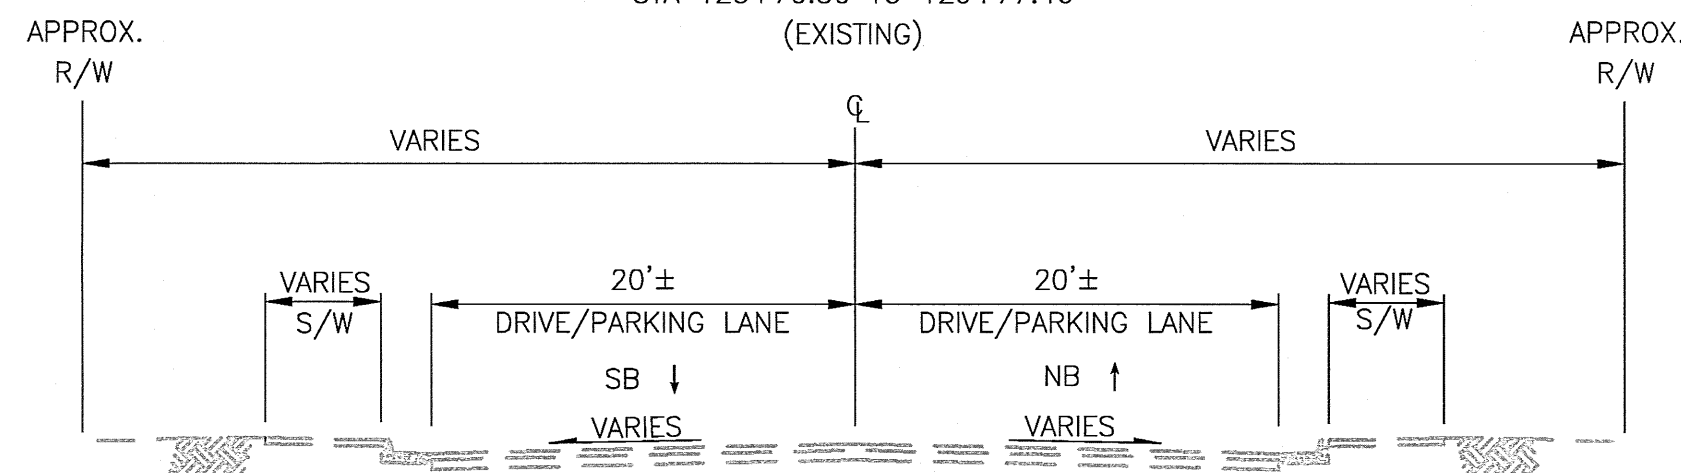 (EXISTING)
APPROX.
R/W
APPROX.
R/W
℄
VARIES
VARIES
VARIES
S/W
20'±
DRIVE/PARKING LANE
20'±
DRIVE/PARKING LANE
VARIES
S/W
SB ↓
NB ↑
VARIES
VARIES